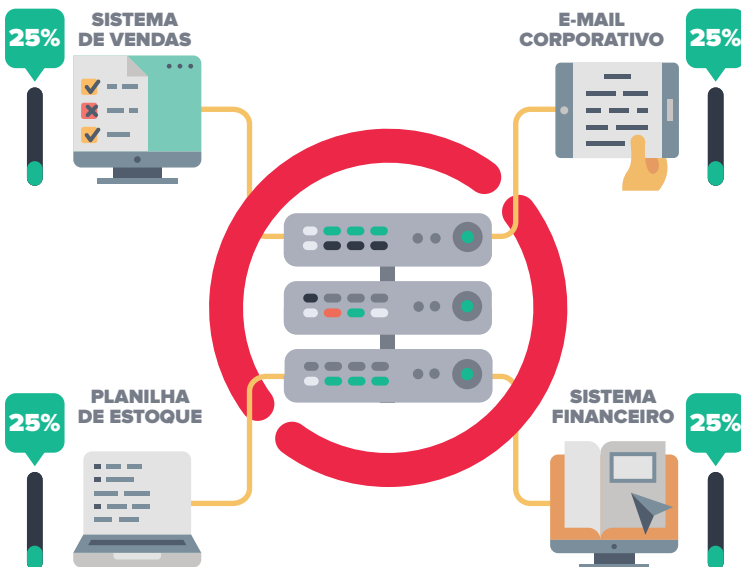 25%
SISTEMA
DE VENDAS
E-MAIL
CORPORATIVO
25%
25%
PLANILHA
DE ESTOQUE
SISTEMA
FINANCEIRO
25%